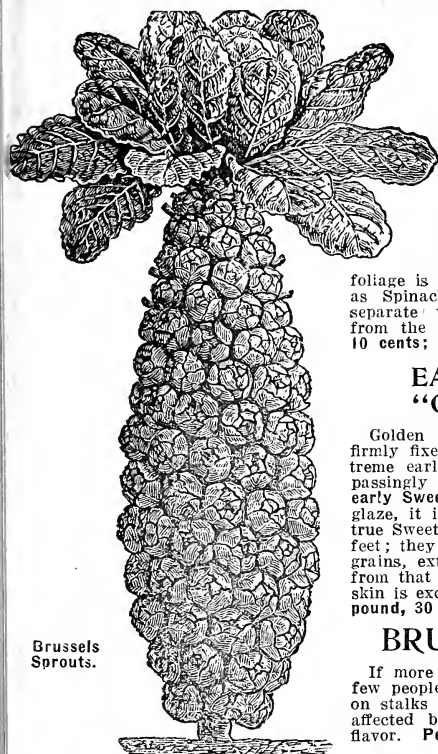 Brussels
Sprouts.
foliage is
as Spinac
separate
from the
10 cents;
EA
“C
Golden
firmly fixe
treme earl
passingly
early Swee
glaze, it i
true Sweet
feet; they
grains, ext
from that
skin is exc
pound, 30
BRU
If more
few people
on stalks
affected b
flavor. Pe